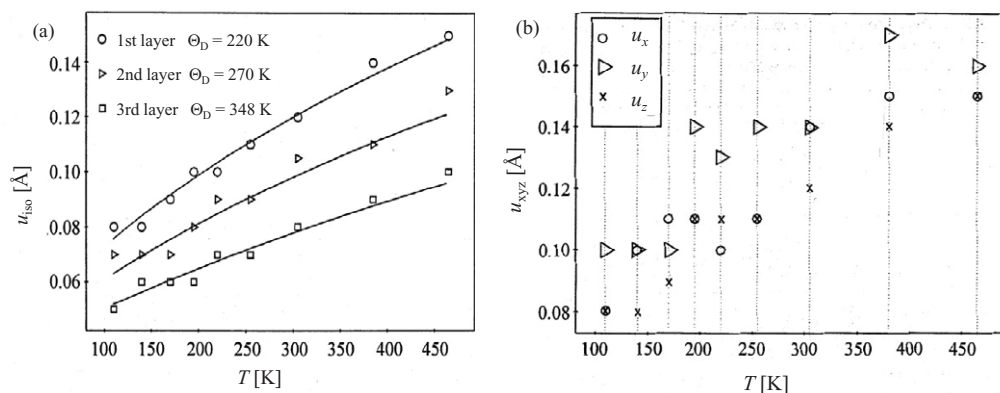 (a)
1st layer Θ_D = 220 K
2nd layer Θ_D = 270 K
3rd layer Θ_D = 348 K
0.14
0.12
0.10
0.08
0.06
u_iso [Å]
100 150 200 250 300 350 400 450
T [K]
(b)
u_x
u_y
u_z
0.16
0.14
0.12
0.10
0.08
u_xyz [Å]
100 150 200 250 300 350 400 450
T [K]